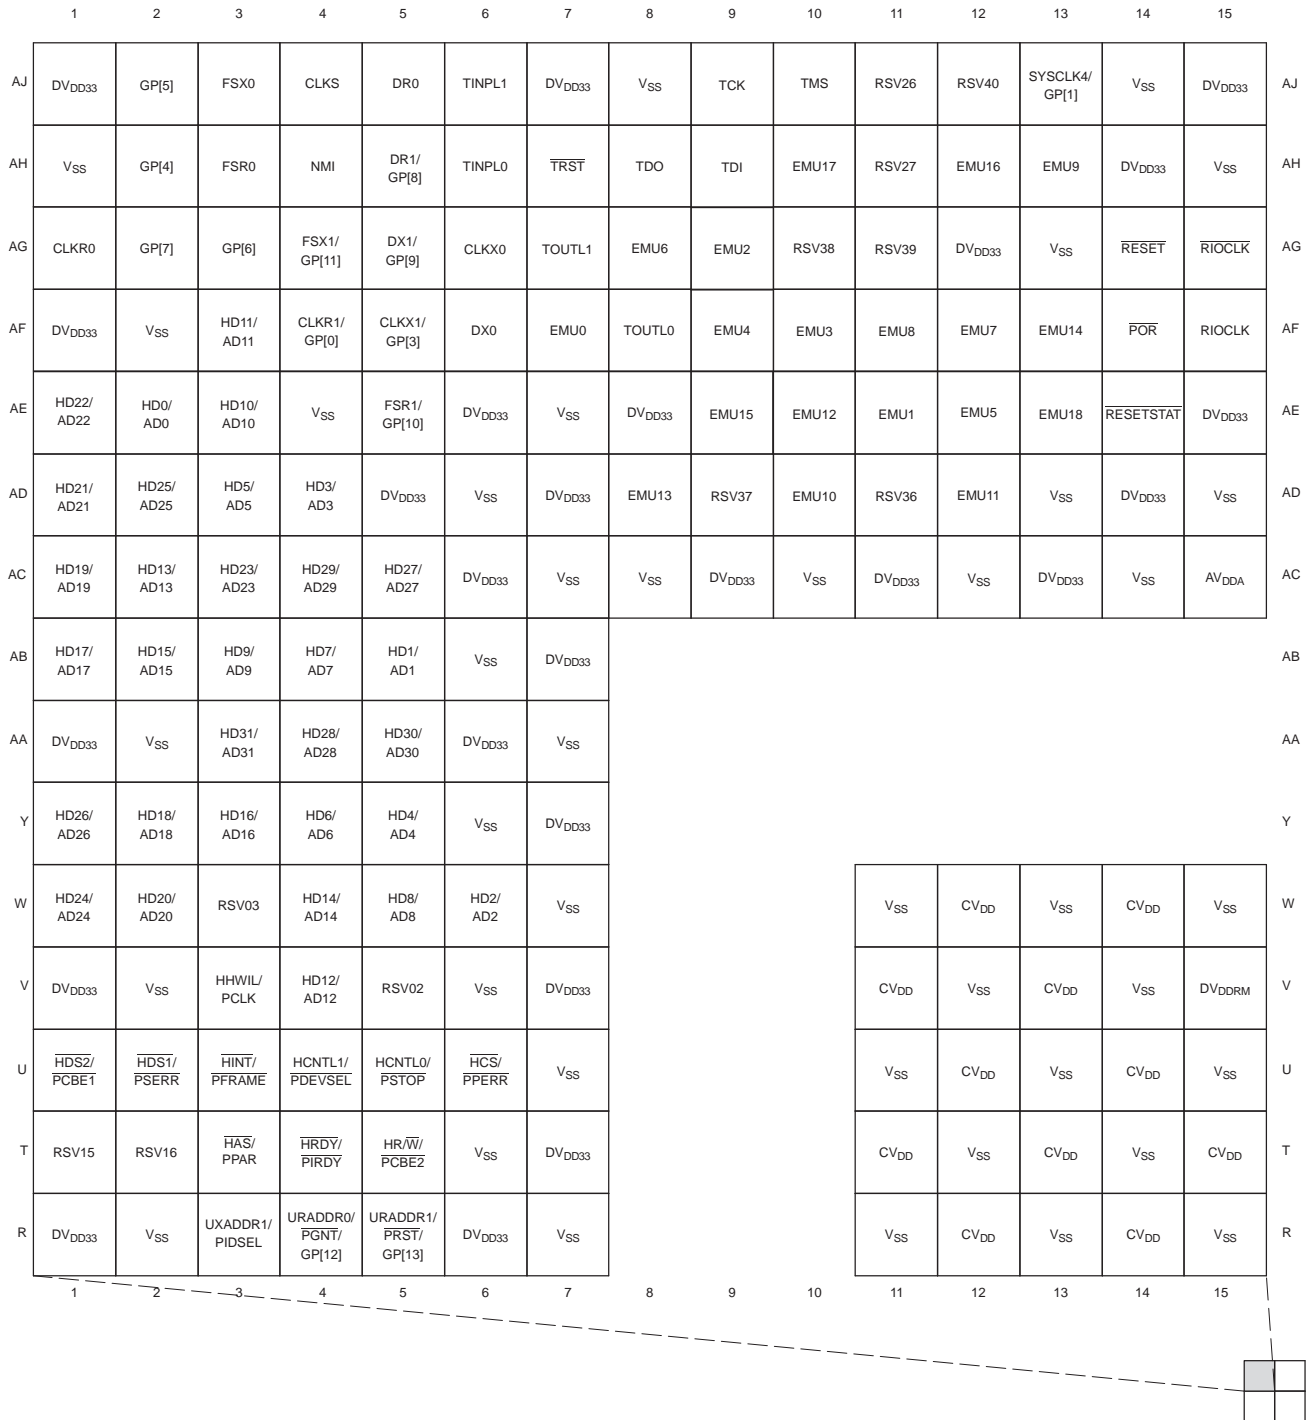 1 2 3 4 5 6 7 8 9 10 11 12 13 14 15
AJ DVDD33 GP[5] FSX0 CLKS DR0 TINPL1 DVDD33 VSS TCK TMS RSV26 RSV40 SYSCLK4/ GP[1] VSS DVDD33 AJ
AH VSS GP[4] FSR0 NMI DR1/ GP[8] TINPL0 TRST TDO TDI EMU17 RSV27 EMU16 EMU9 DVDD33 VSS AH
AG CLKR0 GP[7] GP[6] FSX1/ GP[11] DX1/ GP[9] CLKX0 TOUTL1 EMU6 EMU2 RSV38 RSV39 DVDD33 VSS RESET RIOCLK AG
AF DVDD33 VSS HD11/ AD11 CLKR1/ GP[0] CLKX1/ GP[3] DX0 EMU0 TOUTL0 EMU4 EMU3 EMU8 EMU7 EMU14 POR RIOCLK AF
AE HD22/ AD22 HD0/ AD0 HD10/ AD10 VSS FSR1/ GP[10] DVDD33 VSS DVDD33 EMU15 EMU12 EMU1 EMU5 EMU18 RESETSTAT DVDD33 AE
AD HD21/ AD21 HD25/ AD25 HD5/ AD5 HD3/ AD3 DVDD33 VSS DVDD33 EMU13 RSV37 EMU10 RSV36 EMU11 VSS DVDD33 VSS AD
AC HD19/ AD19 HD13/ AD13 HD23/ AD23 HD29/ AD29 HD27/ AD27 DVDD33 VSS VSS DVDD33 VSS DVDD33 VSS DVDD33 VSS AVDDA AC
AB HD17/ AD17 HD15/ AD15 HD9/ AD9 HD7/ AD7 HD1/ AD1 VSS DVDD33 AB
AA DVDD33 VSS HD31/ AD31 HD28/ AD28 HD30/ AD30 DVDD33 VSS AA
Y HD26/ AD26 HD18/ AD18 HD16/ AD16 HD6/ AD6 HD4/ AD4 VSS DVDD33 Y
W HD24/ AD24 HD20/ AD20 RSV03 HD14/ AD14 HD8/ AD8 HD2/ AD2 VSS VSS CVDD VSS CVDD VSS W
V DVDD33 VSS HHWIL/ PCLK HD12/ AD12 RSV02 VSS DVDD33 CVDD VSS CVDD VSS DVDDRM V
U HDS2/ PCBE1 HDS1/ PSERR HINT/ PFRAME HCNTL1/ PDEVSEL HCNTL0/ PSTOP HCS/ PPERR VSS VSS CVDD VSS CVDD VSS U
T RSV15 RSV16 HAS/ PPAR HRDY/ PIRDY HR/W/ PCBE2 VSS DVDD33 CVDD VSS CVDD VSS CVDD T
R DVDD33 VSS UXADDR1/ PIDSEL URADDR0/ PGNT/ GP[12] URADDR1/ PRST/ GP[13] DVDD33 VSS VSS CVDD VSS CVDD VSS R
1 2 3 4 5 6 7 8 9 10 11 12 13 14 15